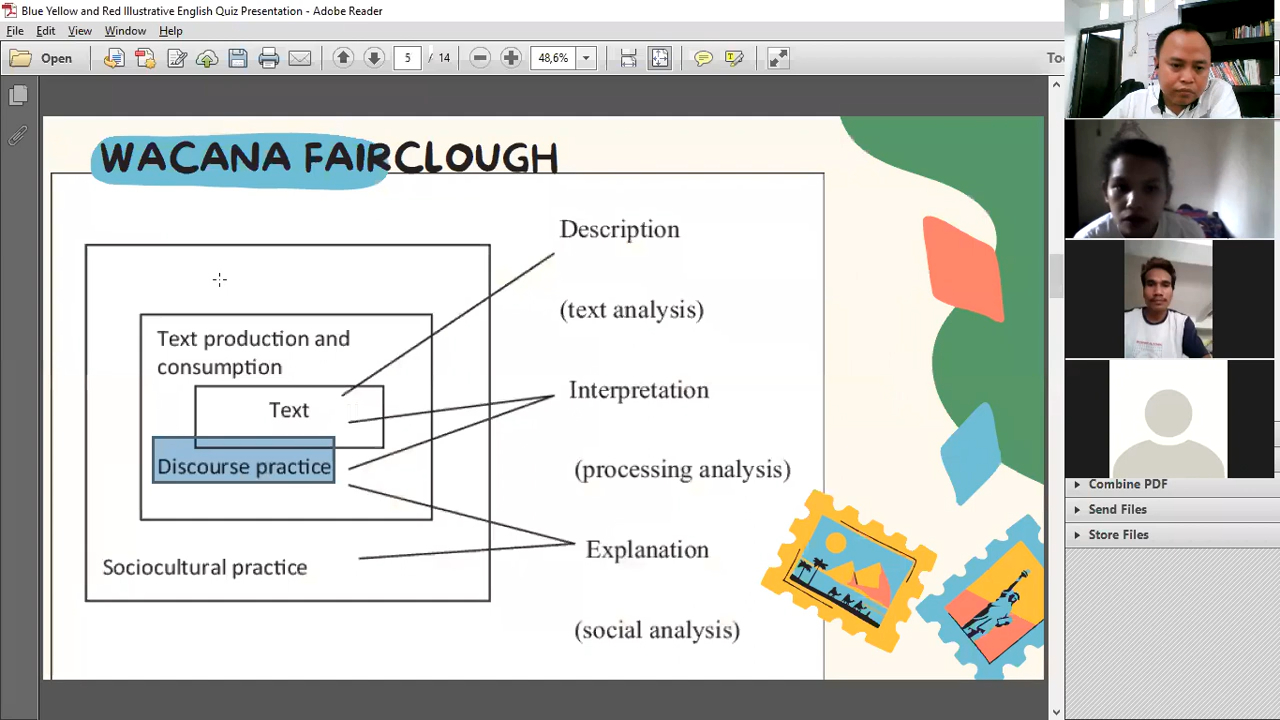 Blue Yellow and Red Illustrative English Quiz Presentation - Adobe Reader
File Edit View Window Help
Open 5 14 48,6%
WACANA FAIRCLOUGH
Description
(text analysis)
Text production and
consumption
Text
Interpretation
Discourse practice
(processing analysis)
Explanation
Sociocultural practice
(social analysis)
Combine PDF
Send Files
Store Files